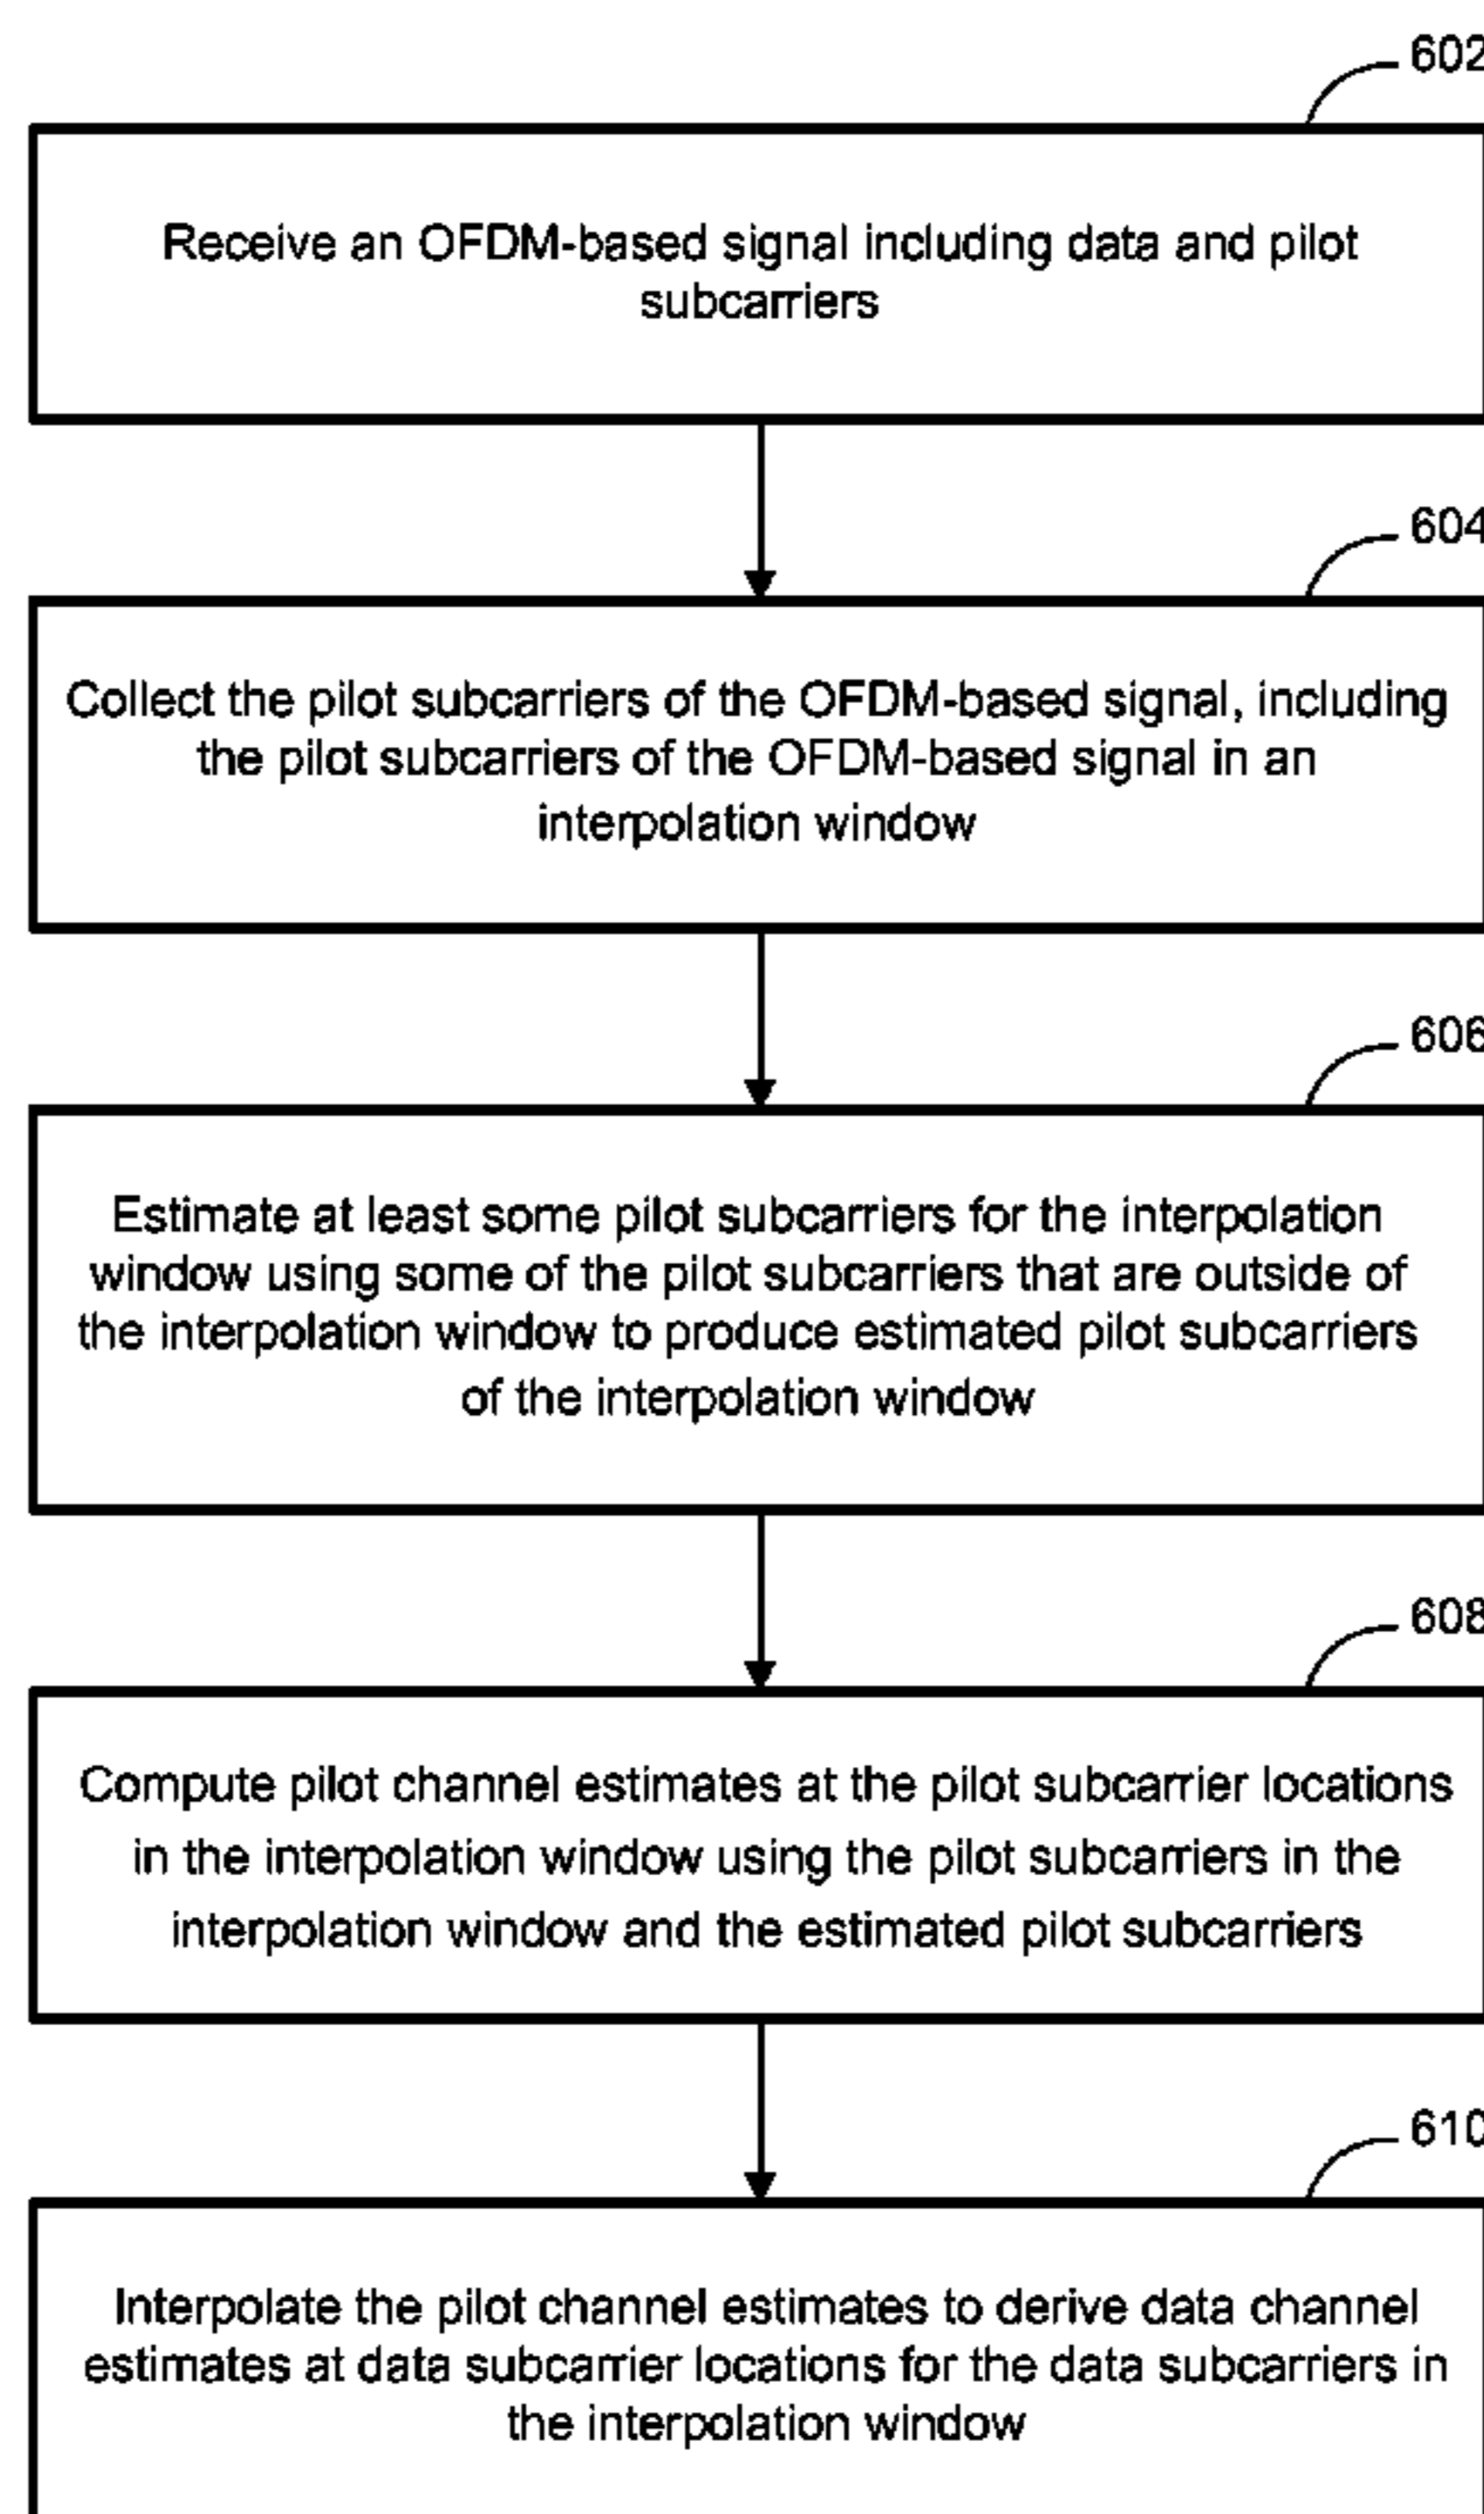 602
Receive an OFDM-based signal including data and pilot
subcarriers
604
Collect the pilot subcarriers of the OFDM-based signal, including
the pilot subcarriers of the OFDM-based signal in an
interpolation window
606
Estimate at least some pilot subcarriers for the interpolation
window using some of the pilot subcarriers that are outside of
the interpolation window to produce estimated pilot subcarriers
of the interpolation window
608
Compute pilot channel estimates at the pilot subcarrier locations
in the interpolation window using the pilot subcarriers in the
interpolation window and the estimated pilot subcarriers
610
Interpolate the pilot channel estimates to derive data channel
estimates at data subcarrier locations for the data subcarriers in
the interpolation window